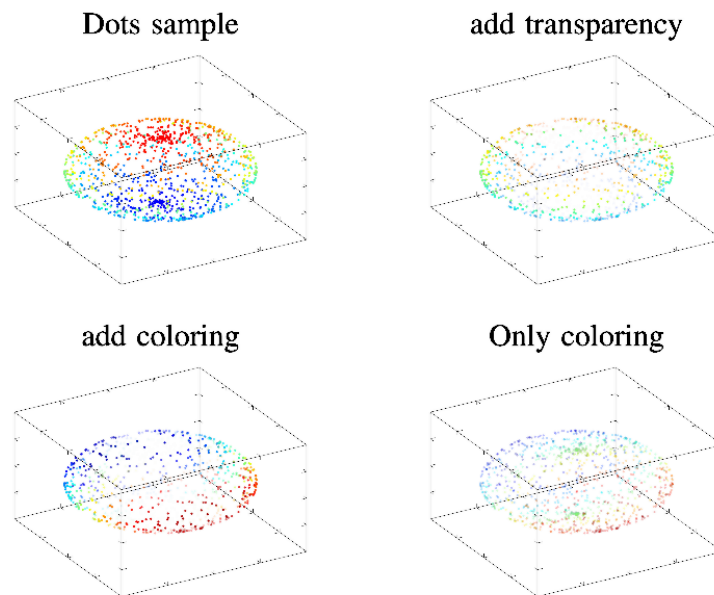 Dots sample
add transparency
add coloring
Only coloring